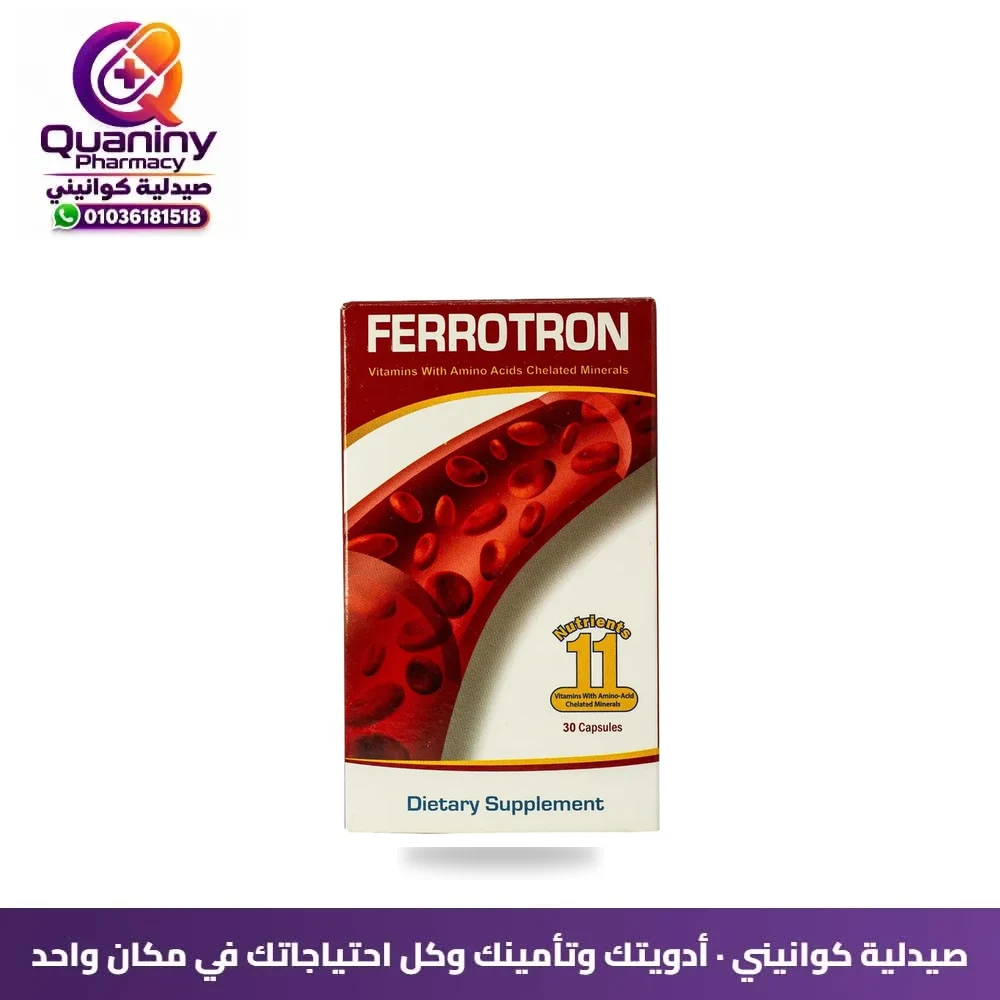 Quaniny
Pharmacy
صيدلية كوانيني
01036181518
FERROTRON
Vitamins With Amino Acids Chelated Minerals
Nutrients
11
Vitamins With Amino-Acid
Chelated Minerals
30 Capsules
Dietary Supplement
صيدلية كوانيني · أدويتك وتأمينك وكل احتياجاتك في مكان واحد